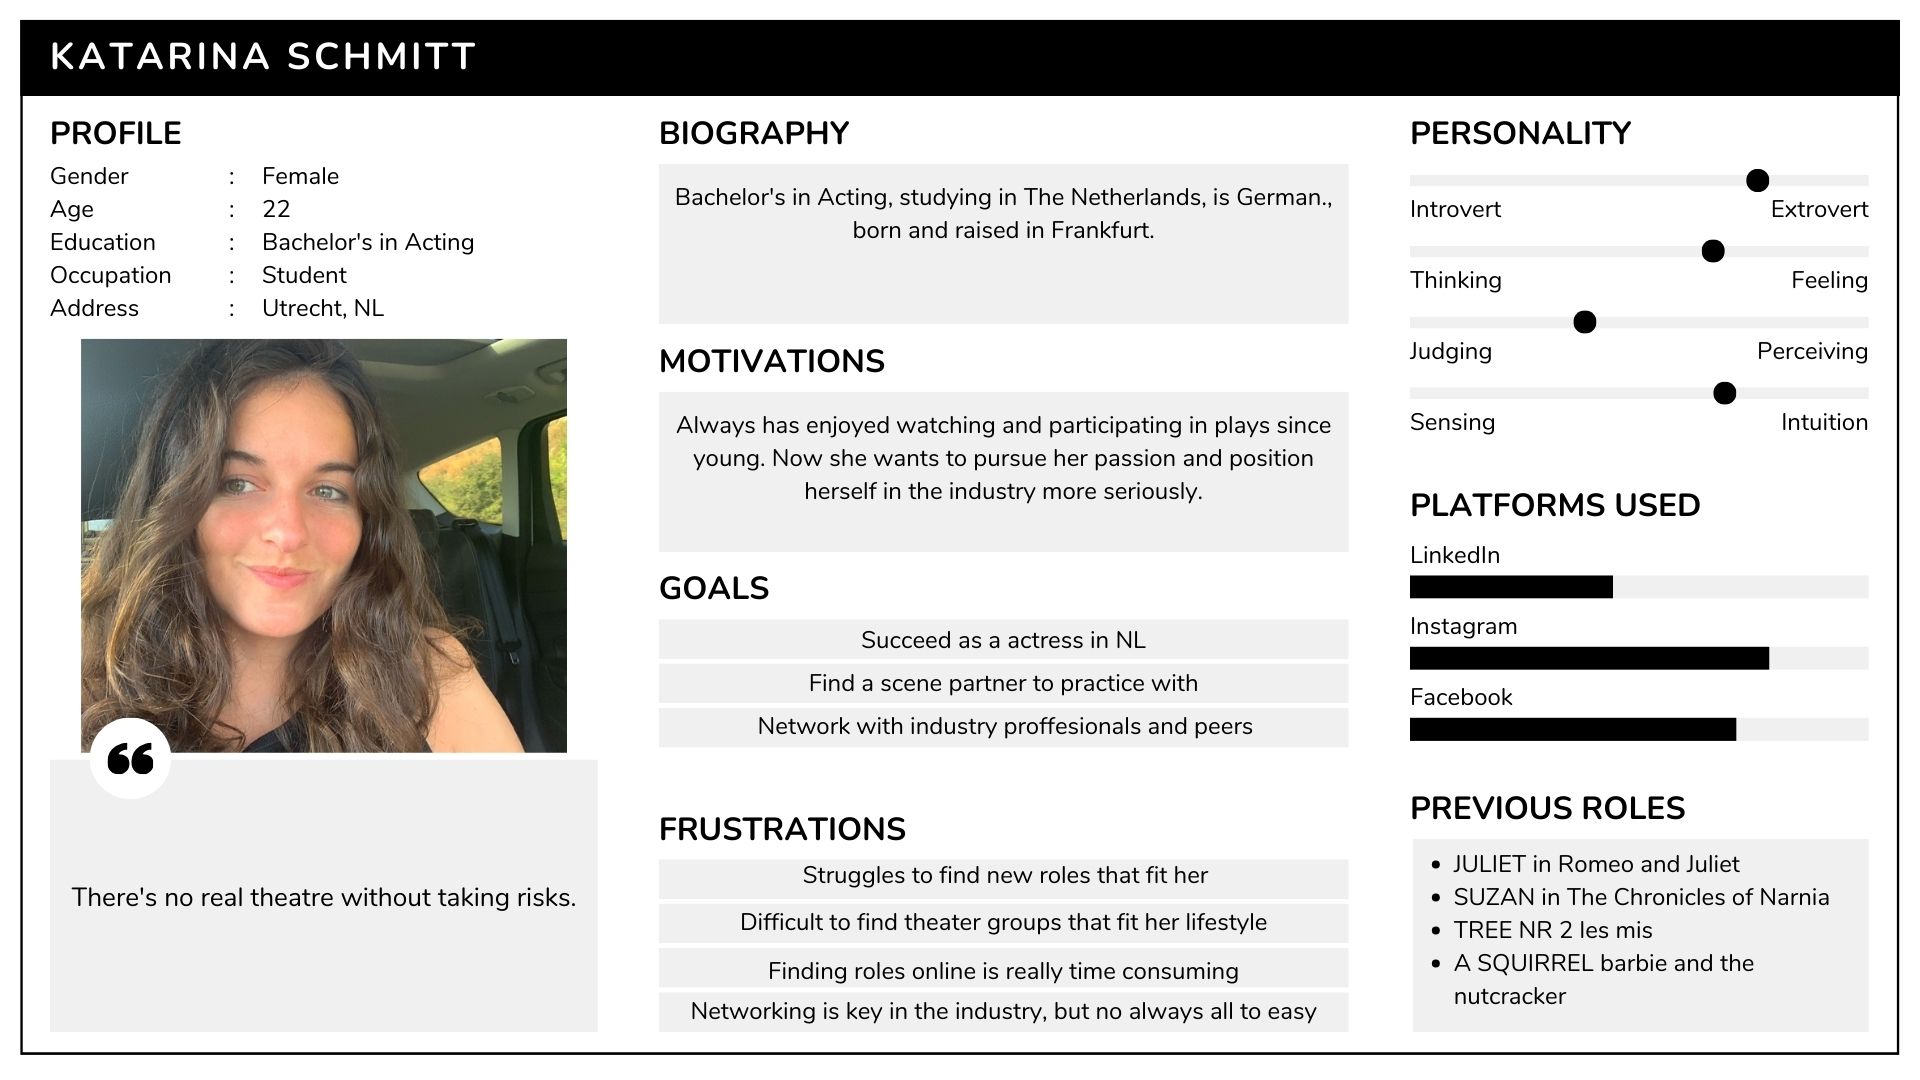 KATARINA SCHMITT
PROFILE
Gender : Female
Age : 22
Education : Bachelor's in Acting
Occupation : Student
Address : Utrecht, NL
“
There's no real theatre without taking risks.
BIOGRAPHY
Bachelor's in Acting, studying in The Netherlands, is German.,
born and raised in Frankfurt.
MOTIVATIONS
Always has enjoyed watching and participating in plays since
young. Now she wants to pursue her passion and position
herself in the industry more seriously.
GOALS
Succeed as a actress in NL
Find a scene partner to practice with
Network with industry proffesionals and peers
FRUSTRATIONS
Struggles to find new roles that fit her
Difficult to find theater groups that fit her lifestyle
Finding roles online is really time consuming
Networking is key in the industry, but no always all to easy
PERSONALITY
Introvert Extrovert
Thinking Feeling
Judging Perceiving
Sensing Intuition
PLATFORMS USED
LinkedIn
Instagram
Facebook
PREVIOUS ROLES
• JULIET in Romeo and Juliet
• SUZAN in The Chronicles of Narnia
• TREE NR 2 les mis
• A SQUIRREL barbie and the
nutcracker